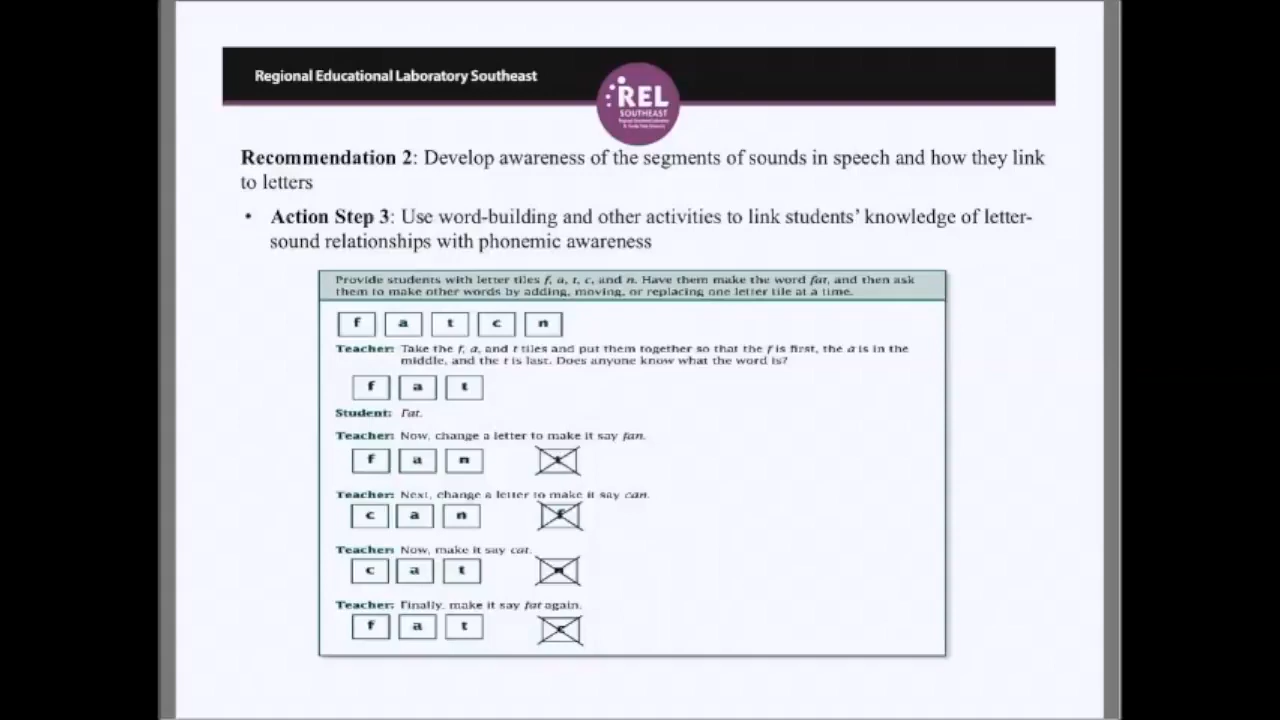 Regional Educational Laboratory Southeast
REL
SOUTHEAST
Recommendation 2: Develop awareness of the segments of sounds in speech and how they link
to letters
• Action Step 3: Use word-building and other activities to link students' knowledge of letter-
sound relationships with phonemic awareness
Provide students with letter tiles f, a, t, c, and n. Have them make the word fat, and then ask
them to make other words by adding, moving, or replacing one letter tile at a time.
f a t c n
Teacher: Take the f, a, and t tiles and put them together so that the f is first, the a is in the
middle, and the t is last. Does anyone know what the word is?
f a t
Student: Fat.
Teacher: Now, change a letter to make it say fan.
f a n t
Teacher: Next, change a letter to make it say can.
c a n f
Teacher: Now, make it say cat.
c a t n
Teacher: Finally, make it say fat again.
f a t c